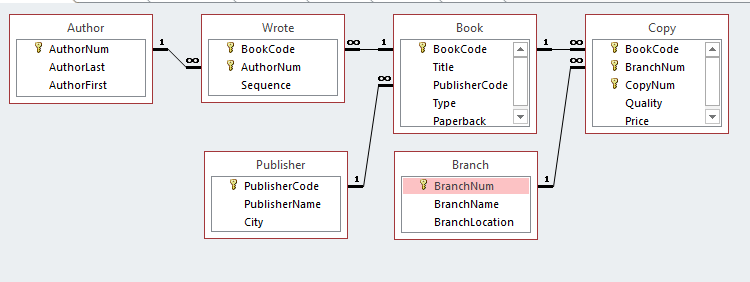 Author
AuthorNum
AuthorLast
AuthorFirst
1
∞
Wrote
BookCode
AuthorNum
Sequence
∞
1
Book
BookCode
Title
PublisherCode
Type
Paperback
∞
1
∞
∞
Copy
BookCode
BranchNum
CopyNum
Quality
Price
Publisher
PublisherCode
PublisherName
City
1
Branch
BranchNum
BranchName
BranchLocation
1